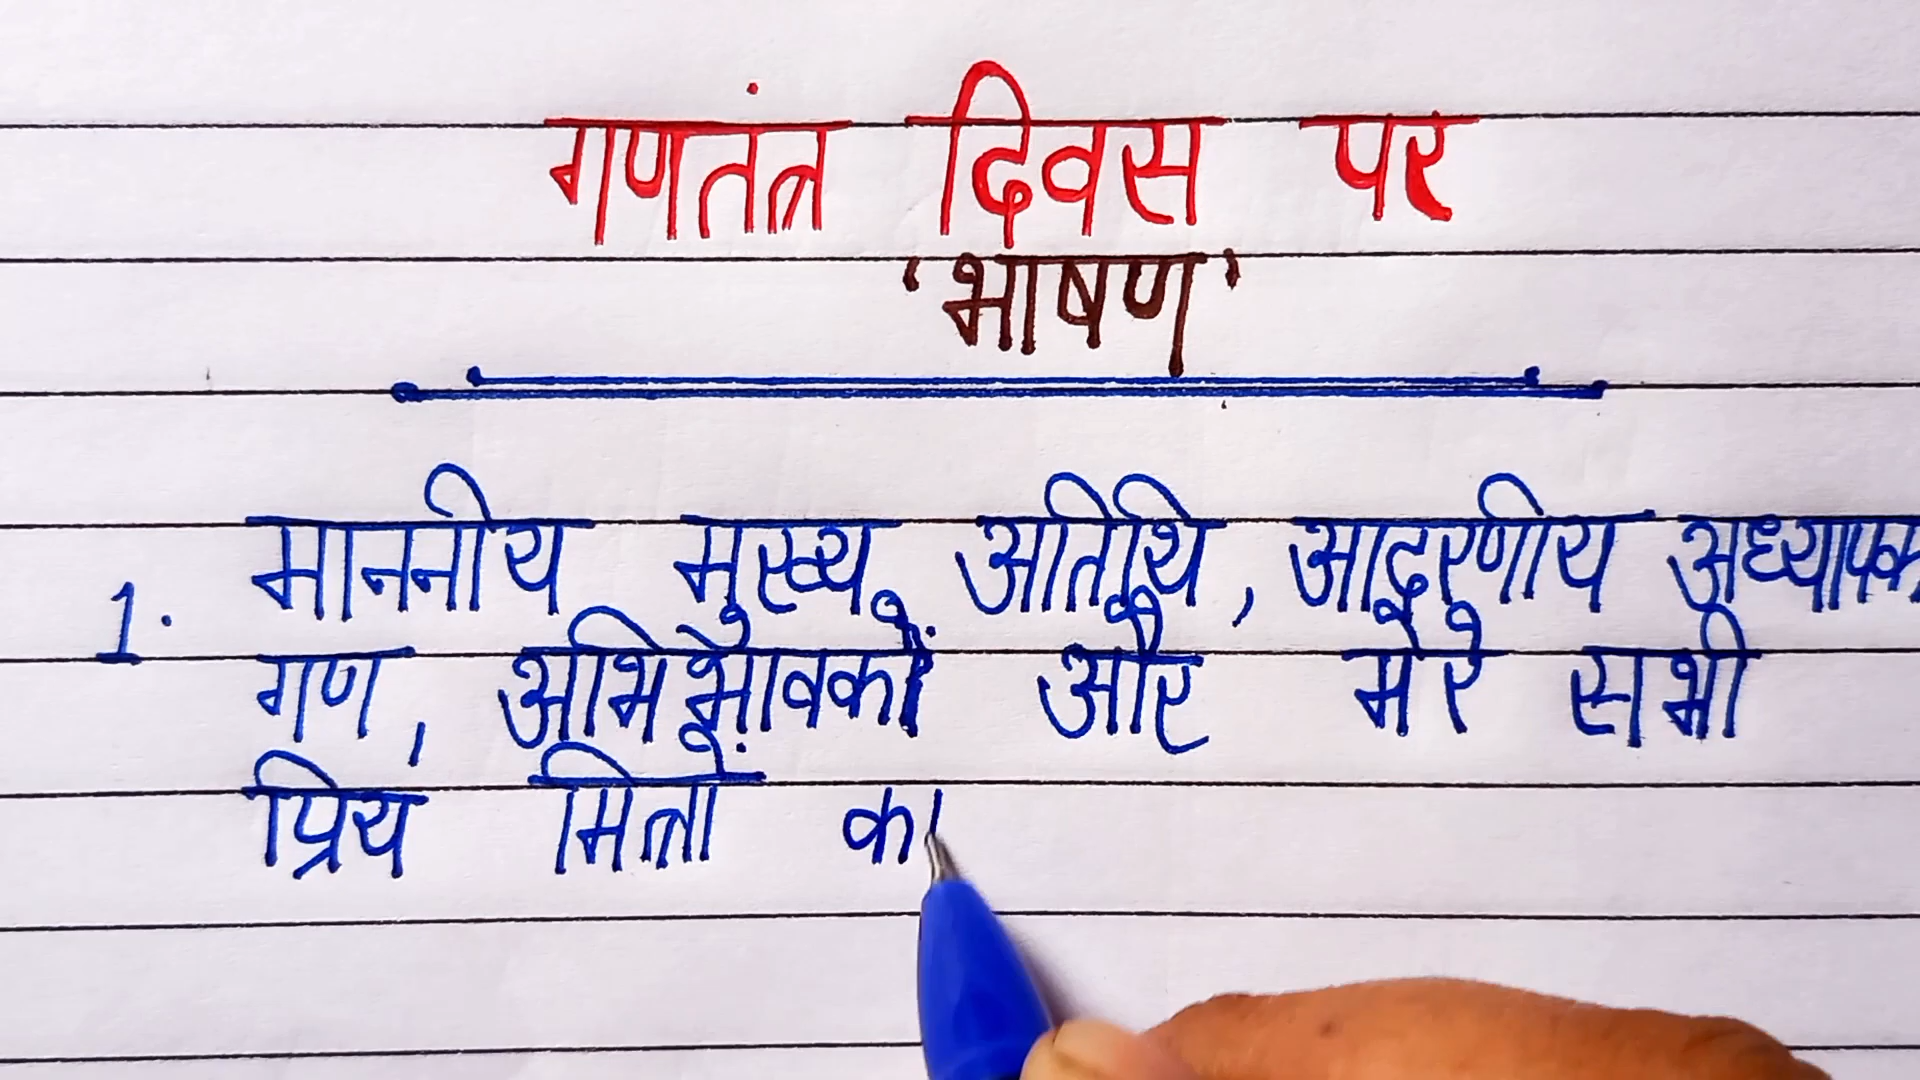 गणतंत्र दिवस पर
'भाषण'
1. माननीय मुख्य अतिथि, आदरणीय अध्यापक
गण, अभिभावकों और मेरे सभी
प्रिय मित्रों का